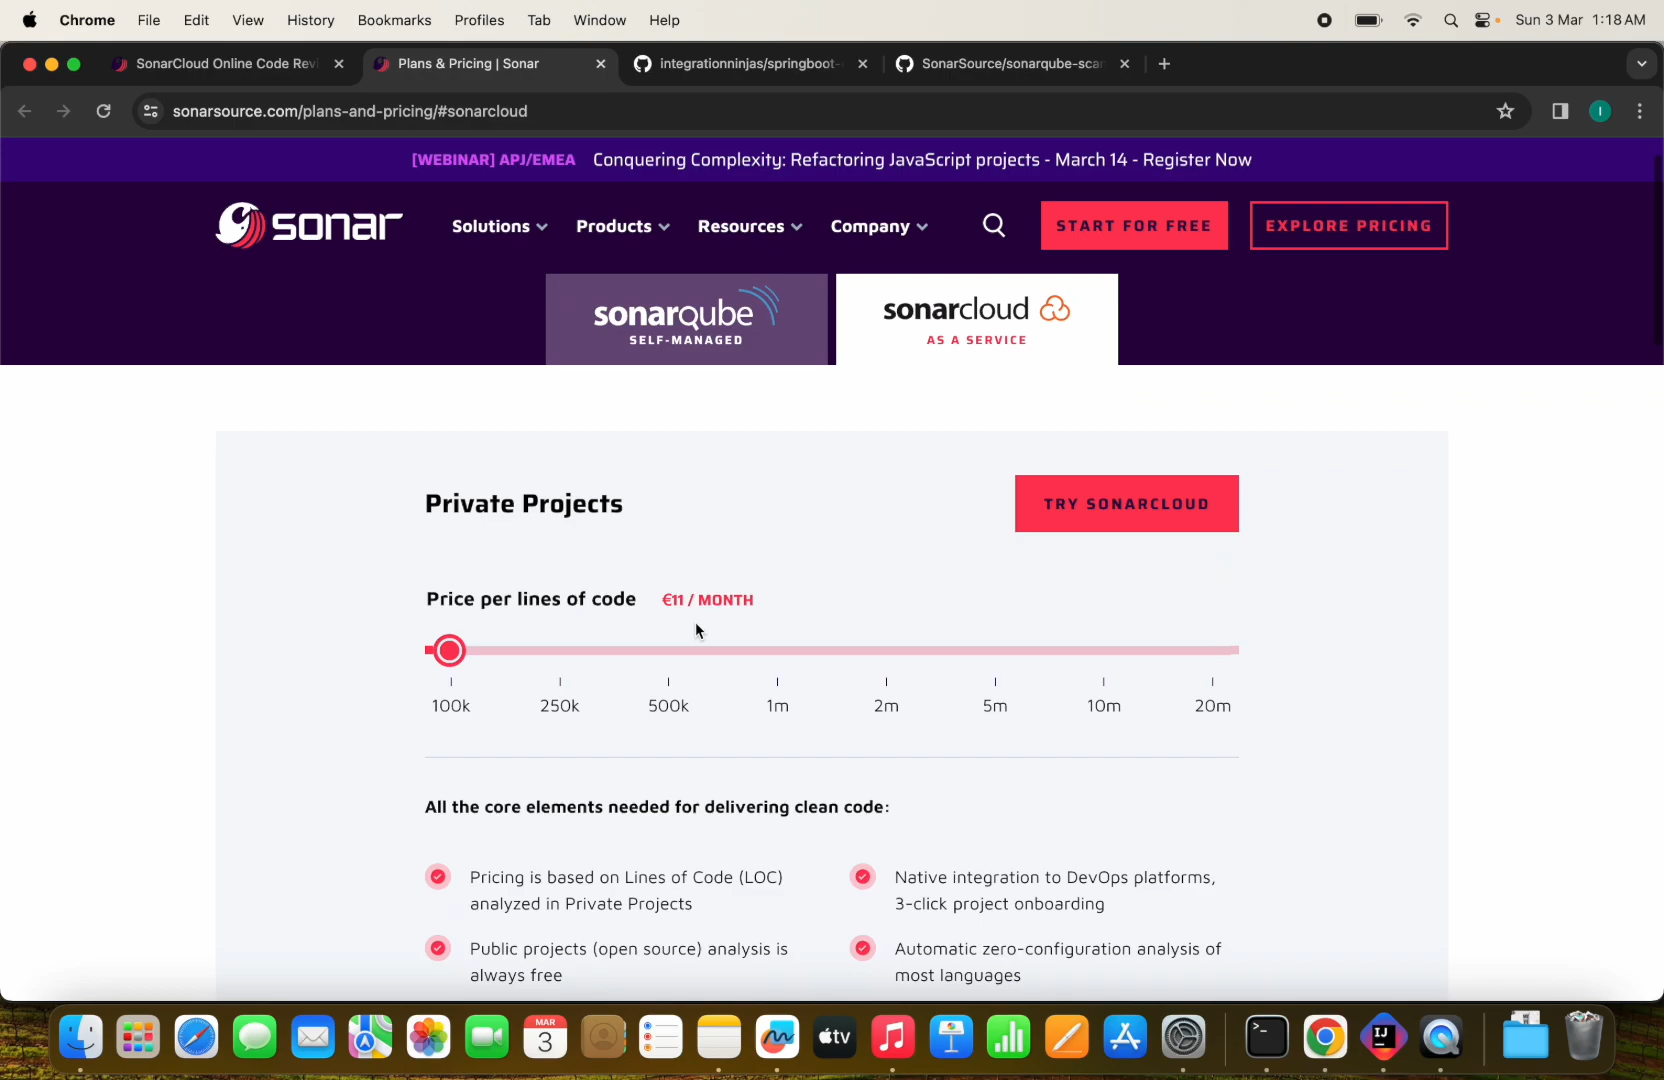 Chrome File Edit View History Bookmarks Profiles Tab Window Help Sun 3 Mar 1:18 AM
SonarCloud Online Code Revi Plans & Pricing | Sonar integrationninjas/springboot- SonarSource/sonarqube-scan
sonarsource.com/plans-and-pricing/#sonarcloud I
[WEBINAR] APJ/EMEA Conquering Complexity: Refactoring JavaScript projects - March 14 - Register Now
sonar Solutions Products Resources Company START FOR FREE EXPLORE PRICING
sonarqube sonarcloud
SELF-MANAGED AS A SERVICE
Private Projects TRY SONARCLOUD
Price per lines of code €11 / MONTH
100k 250k 500k 1m 2m 5m 10m 20m
All the core elements needed for delivering clean code:
Pricing is based on Lines of Code (LOC) Native integration to DevOps platforms,
analyzed in Private Projects 3-click project onboarding
Public projects (open source) analysis is Automatic zero-configuration analysis of
always free most languages
MAR
3
tv
>_
IJ